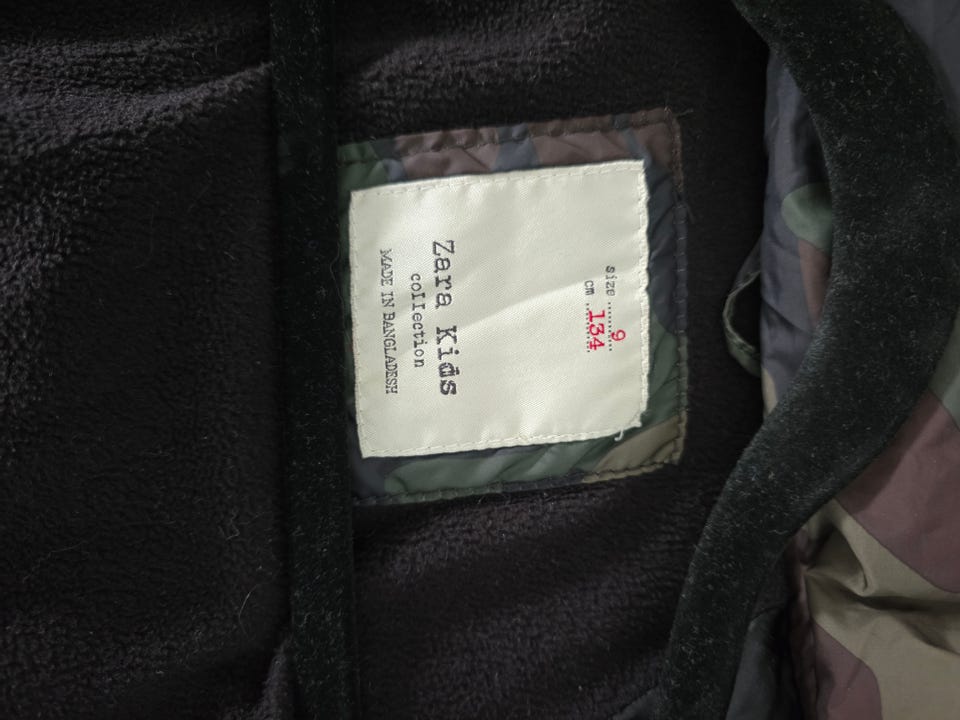 size 9
cm 134
Zara Kids
collection
MADE IN BANGLADESH